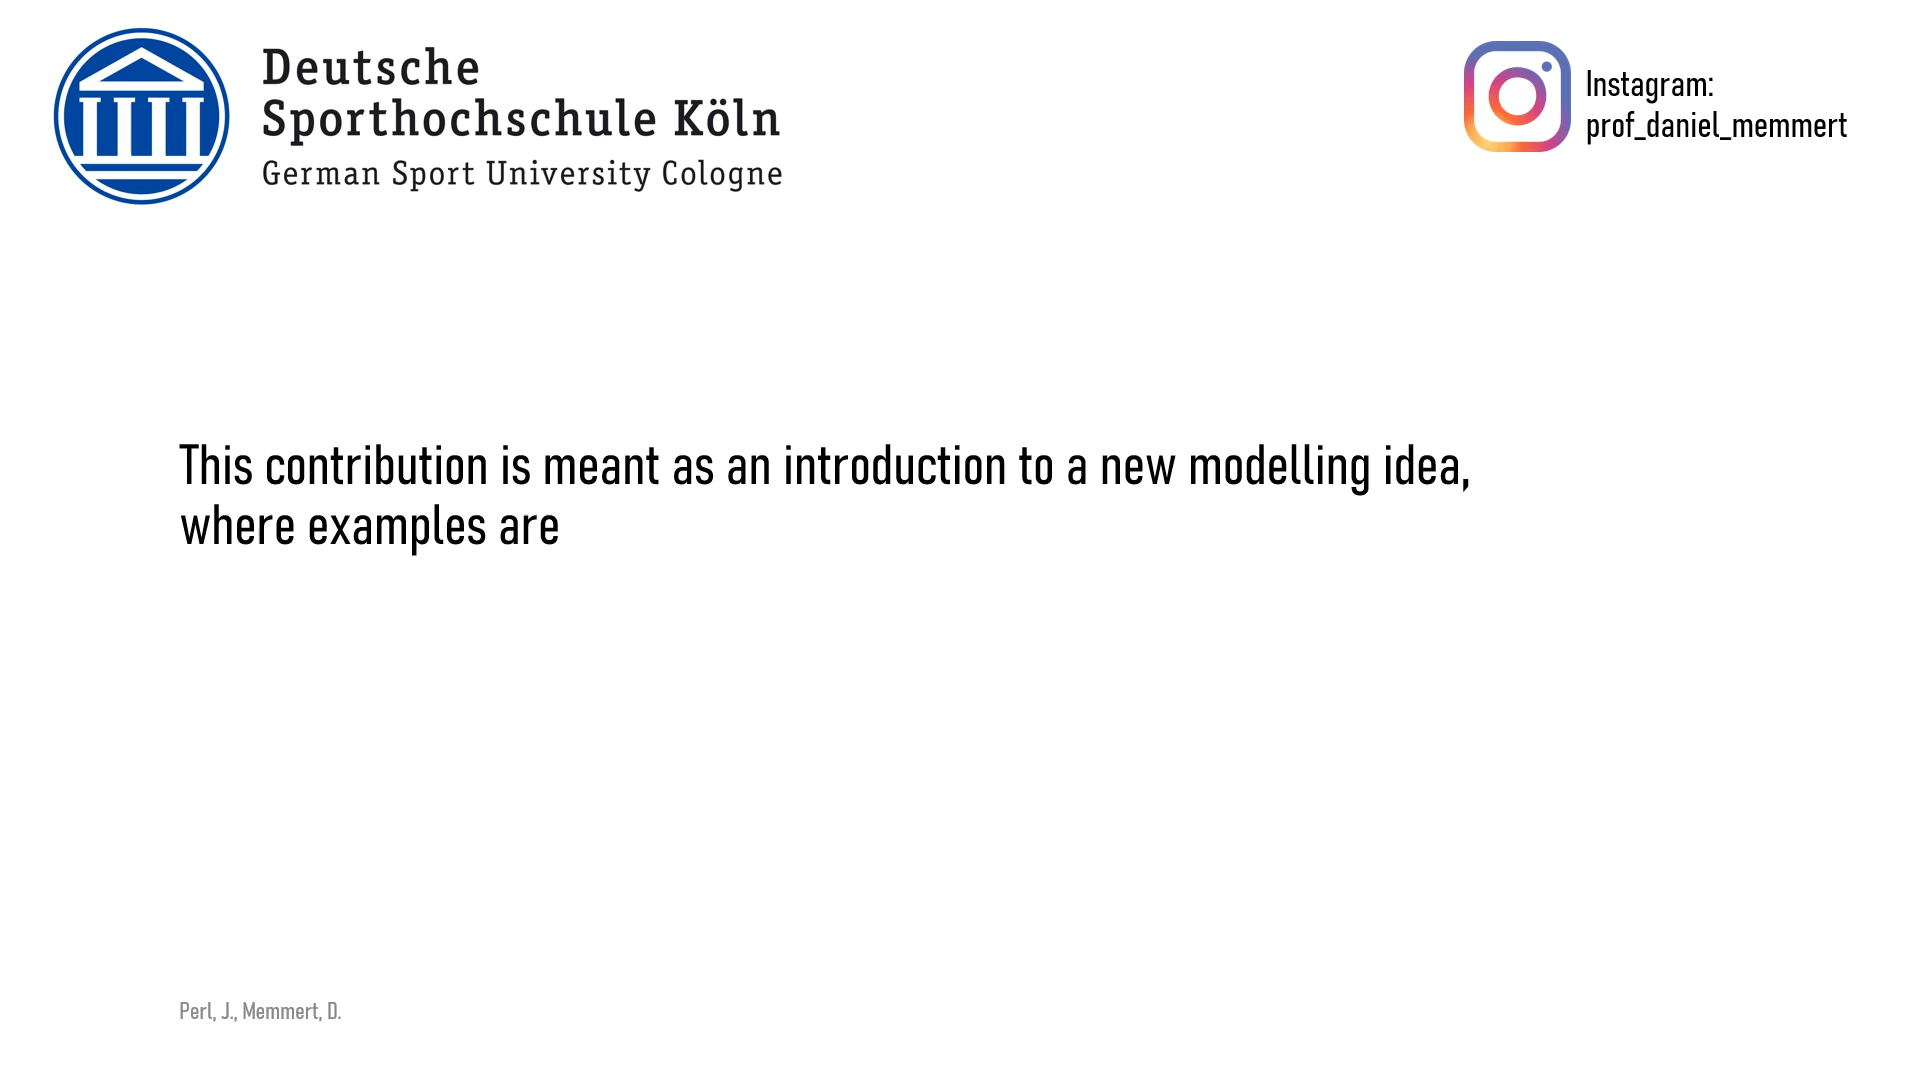 Deutsche
Sporthochschule Köln
German Sport University Cologne
Instagram:
prof_daniel_memmert
This contribution is meant as an introduction to a new modelling idea,
where examples are
Perl, J., Memmert, D.